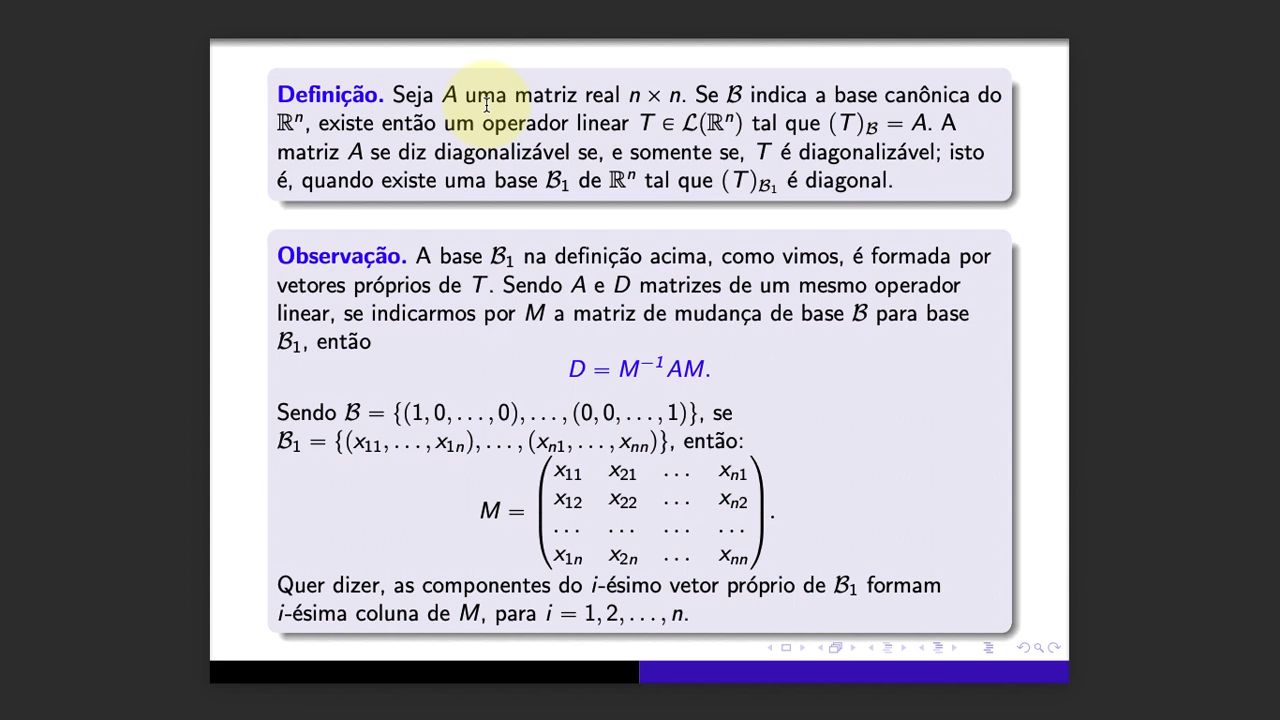 Definição. Seja A uma matriz real n × n. Se ℬ indica a base canônica do
ℝⁿ, existe então um operador linear T ∈ ℒ(ℝⁿ) tal que (T)_ℬ = A. A
matriz A se diz diagonalizável se, e somente se, T é diagonalizável; isto
é, quando existe uma base ℬ₁ de ℝⁿ tal que (T)_ℬ₁ é diagonal.
Observação. A base ℬ₁ na definição acima, como vimos, é formada por
vetores próprios de T. Sendo A e D matrizes de um mesmo operador
linear, se indicarmos por M a matriz de mudança de base ℬ para base
ℬ₁, então
D = M⁻¹AM.
Sendo ℬ = {(1, 0, . . . , 0), . . . , (0, 0, . . . , 1)}, se
ℬ₁ = {(x₁₁, . . . , x₁ₙ), . . . , (xₙ₁, . . . , xₙₙ)}, então:
x₁₁ x₂₁ . . . xₙ₁
x₁₂ x₂₂ . . . xₙ₂
M = ( ) .
. . . . . . . . . . . .
x₁ₙ x₂ₙ . . . xₙₙ
Quer dizer, as componentes do i-ésimo vetor próprio de ℬ₁ formam
i-ésima coluna de M, para i = 1, 2, . . . , n.